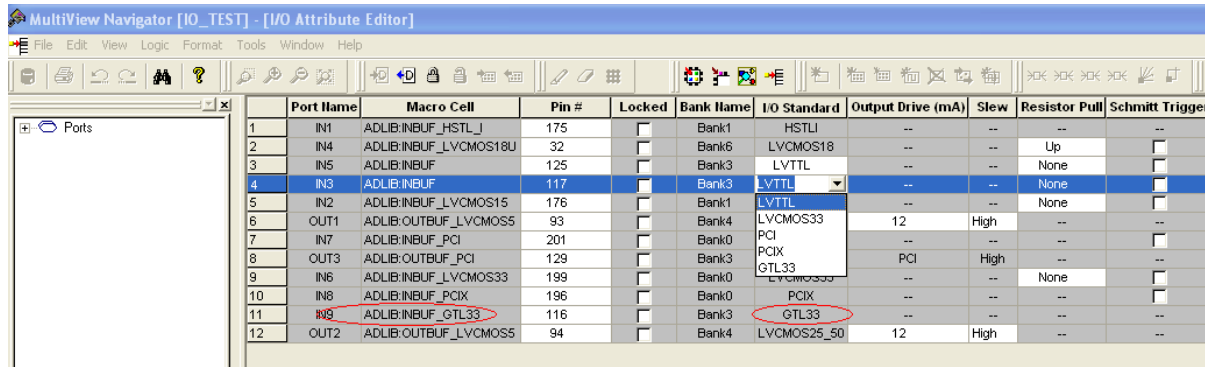 MultiView Navigator [IO_TEST] - [I/O Attribute Editor]
File Edit View Logic Format Tools Window Help
Ports
Port Name Macro Cell Pin # Locked Bank Name I/O Standard Output Drive (mA) Slew Resistor Pull Schmitt Trigger
1 IN1 ADLIB:INBUF_HSTL_I 175 Bank1 HSTLI -- -- -- --
2 IN4 ADLIB:INBUF_LVCMOS18U 32 Bank6 LVCMOS18 -- -- Up
3 IN5 ADLIB:INBUF 125 Bank3 LVTTL -- -- None
4 IN3 ADLIB:INBUF 117 Bank3 LVTTL -- -- None
5 IN2 ADLIB:INBUF_LVCMOS15 176 Bank1 LVTTL -- -- None
6 OUT1 ADLIB:OUTBUF_LVCMOS5 93 Bank4 LVCMOS33 12 High -- --
7 IN7 ADLIB:INBUF_PCI 201 Bank0 PCI -- -- --
8 OUT3 ADLIB:OUTBUF_PCI 129 Bank3 PCIX PCI High -- --
GTL33
9 IN6 ADLIB:INBUF_LVCMOS33 199 Bank0 LVCMOS33 -- -- None
10 IN8 ADLIB:INBUF_PCIX 196 Bank0 PCIX -- -- --
11 IN9 ADLIB:INBUF_GTL33 116 Bank3 GTL33 -- -- -- --
12 OUT2 ADLIB:OUTBUF_LVCMOS5 94 Bank4 LVCMOS25_50 12 High -- --